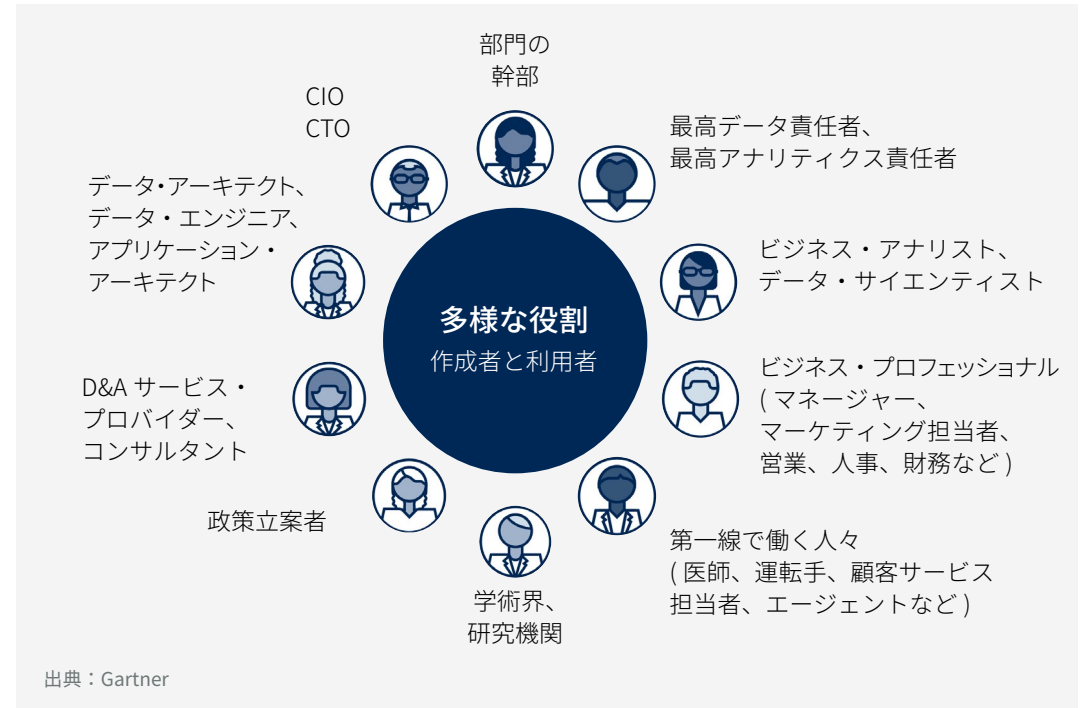 部門の
幹部
CIO
CTO
最高データ責任者、
最高アナリティクス責任者
データ・アーキテクト、
データ・エンジニア、
アプリケーション・
アーキテクト
ビジネス・アナリスト、
データ・サイエンティスト
多様な役割
作成者と利用者
D&A サービス・
プロバイダー、
コンサルタント
ビジネス・プロフェッショナル
( マネージャー、
マーケティング担当者、
営業、人事、財務など )
政策立案者
第一線で働く人々
( 医師、運転手、顧客サービス
担当者、エージェントなど )
学術界、
研究機関
出典：Gartner